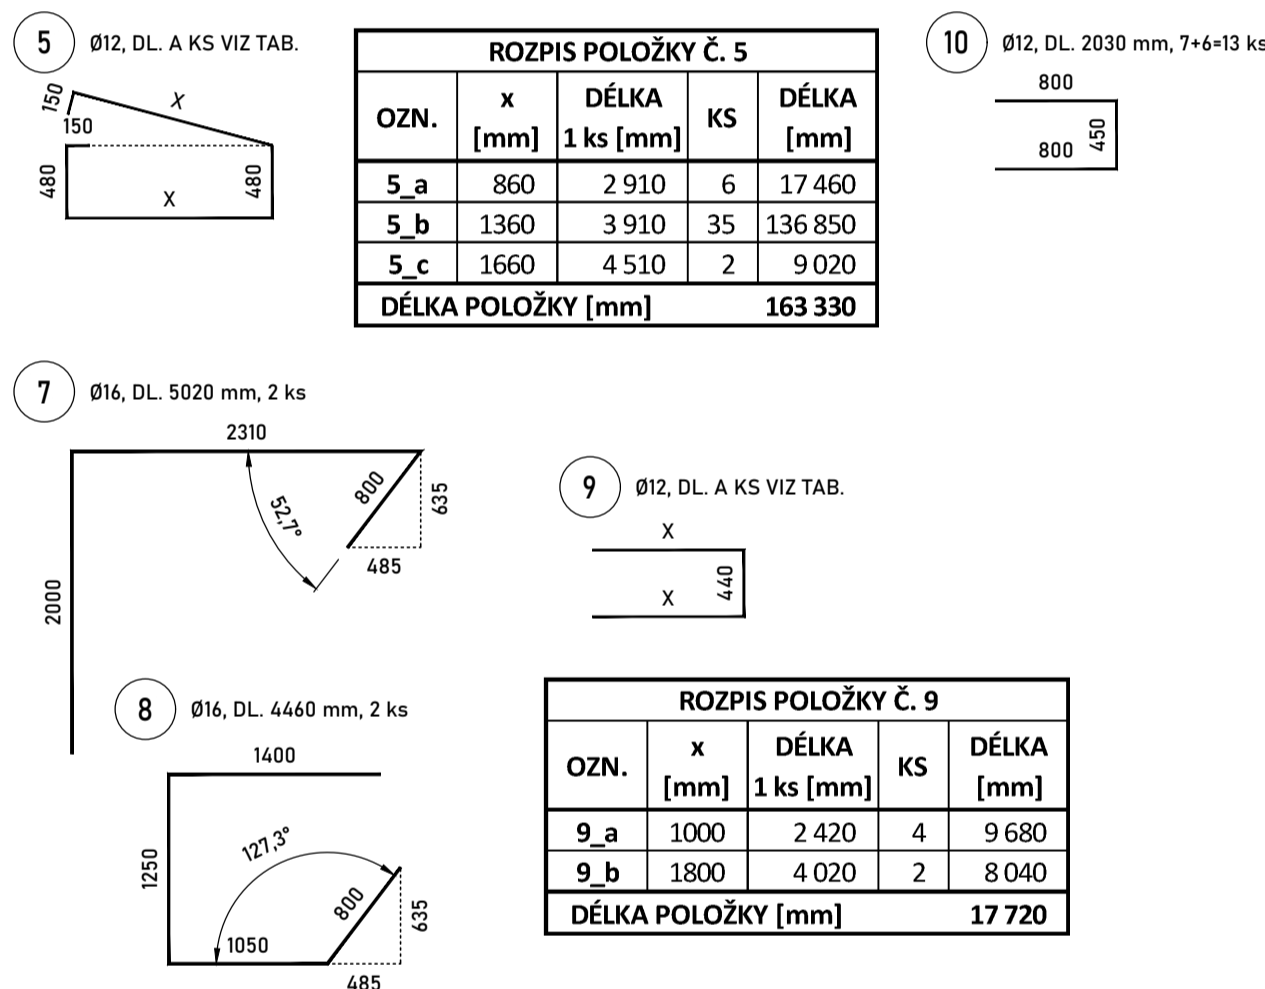 5 Ø12, DL. A KS VIZ TAB.
150
X
150
480
480
X
ROZPIS POLOŽKY Č. 5
OZN. x [mm] DÉLKA 1 ks [mm] KS DÉLKA [mm]
5_a 860 2 910 6 17 460
5_b 1360 3 910 35 136 850
5_c 1660 4 510 2 9 020
DÉLKA POLOŽKY [mm] 163 330
10 Ø12, DL. 2030 mm, 7+6=13 ks
800
450
800
7 Ø16, DL. 5020 mm, 2 ks
2310
800
635
52,7°
485
2000
9 Ø12, DL. A KS VIZ TAB.
X
440
X
8 Ø16, DL. 4460 mm, 2 ks
1400
127,3°
1250
800
635
1050
485
ROZPIS POLOŽKY Č. 9
OZN. x [mm] DÉLKA 1 ks [mm] KS DÉLKA [mm]
9_a 1000 2 420 4 9 680
9_b 1800 4 020 2 8 040
DÉLKA POLOŽKY [mm] 17 720